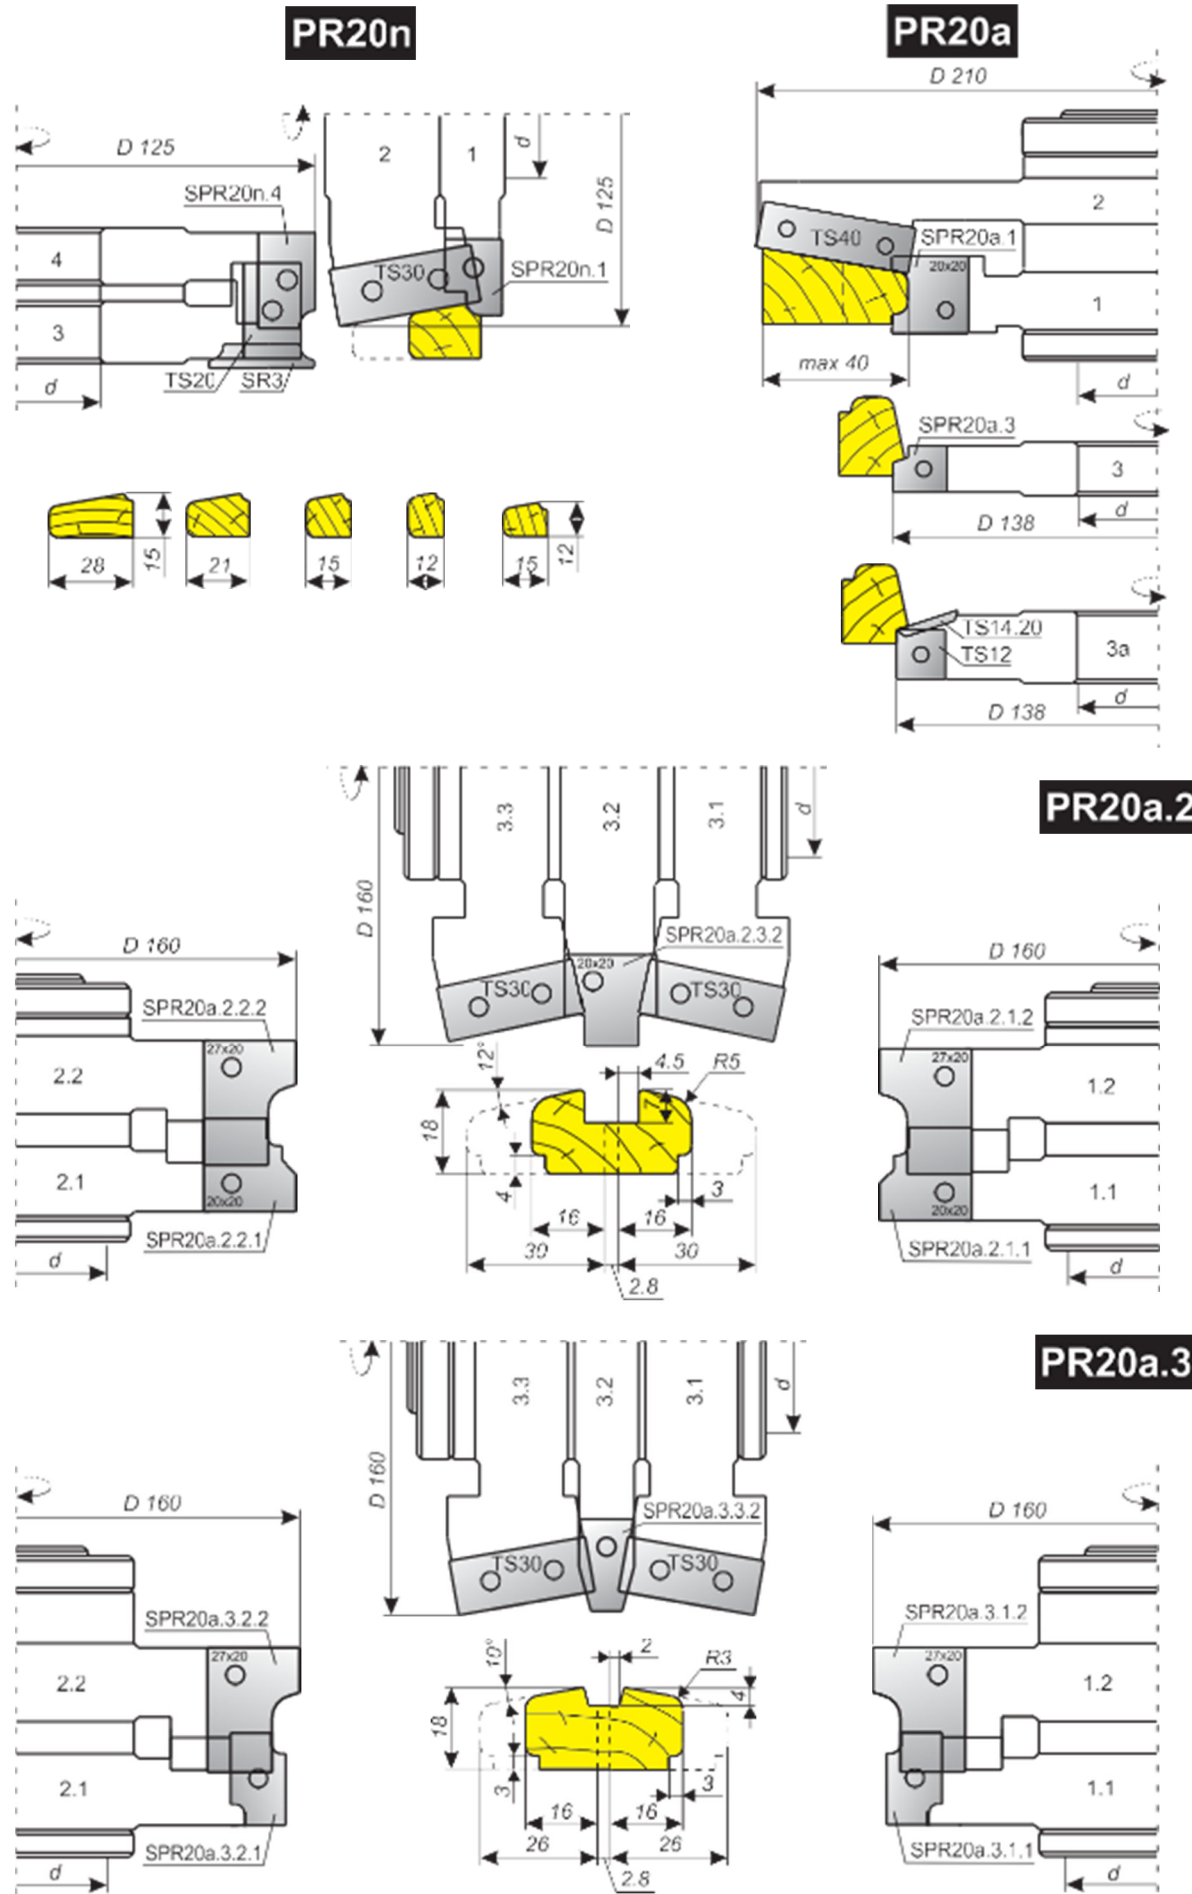 PR20n
PR20a
D 125
SPR20n.4
4
3
d
TS20
SR3
2
1
d
D 125
TS30
SPR20n.1
D 210
2
TS40
SPR20a.1
20x20
1
max 40
d
SPR20a.3
3
d
D 138
28
15
21
15
12
15
12
TS14.20
TS12
3a
d
D 138
PR20a.2
3.3
3.2
3.1
d
D 160
SPR20a.2.3.2
20x20
TS30
TS30
D 160
SPR20a.2.2.2
27x20
2.2
2.1
20x20
SPR20a.2.2.1
d
D 160
SPR20a.2.1.2
27x20
1.2
1.1
20x20
SPR20a.2.1.1
d
12°
4.5
R5
7
18
4
3
16
16
30
30
2.8
PR20a.3
3.3
3.2
3.1
d
D 160
SPR20a.3.3.2
TS30
TS30
D 160
SPR20a.3.2.2
27x20
2.2
2.1
SPR20a.3.2.1
d
D 160
SPR20a.3.1.2
27x20
1.2
1.1
SPR20a.3.1.1
d
10°
2
R3
4
18
3
3
16
16
26
26
2.8